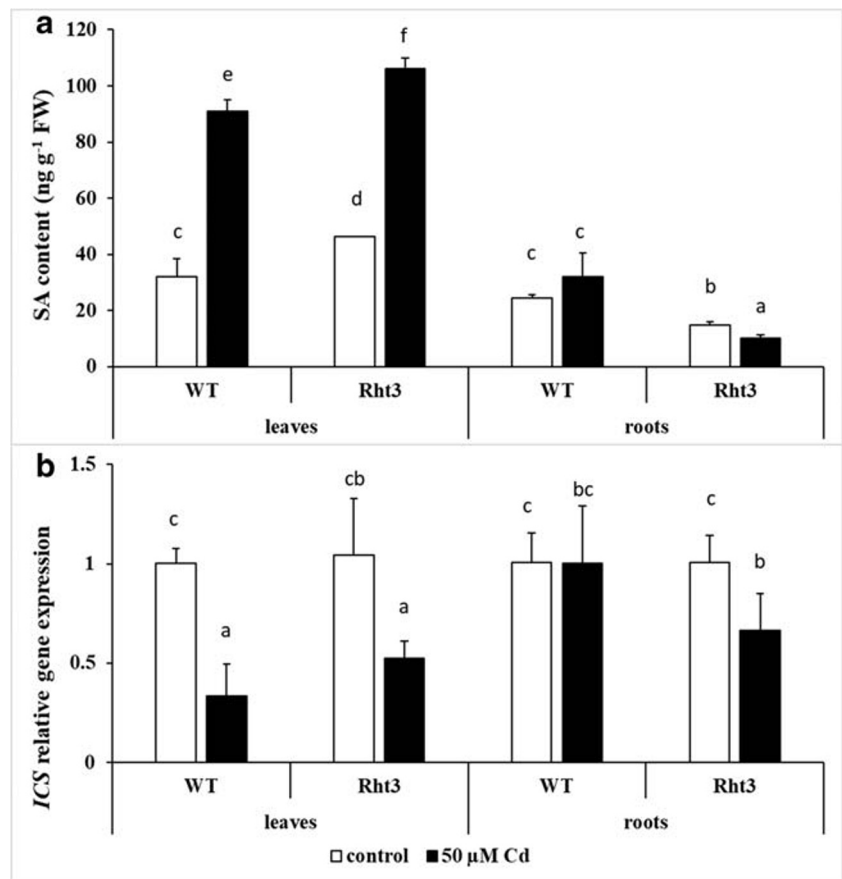 a
SA content (ng g⁻¹ FW)
120
100
80
60
40
20
0
c
e
d
f
c
c
b
a
WT
Rht3
WT
Rht3
leaves
roots
b
ICS relative gene expression
1.5
1
0.5
0
c
a
cb
a
c
bc
c
b
WT
Rht3
WT
Rht3
leaves
roots
control
50 µM Cd